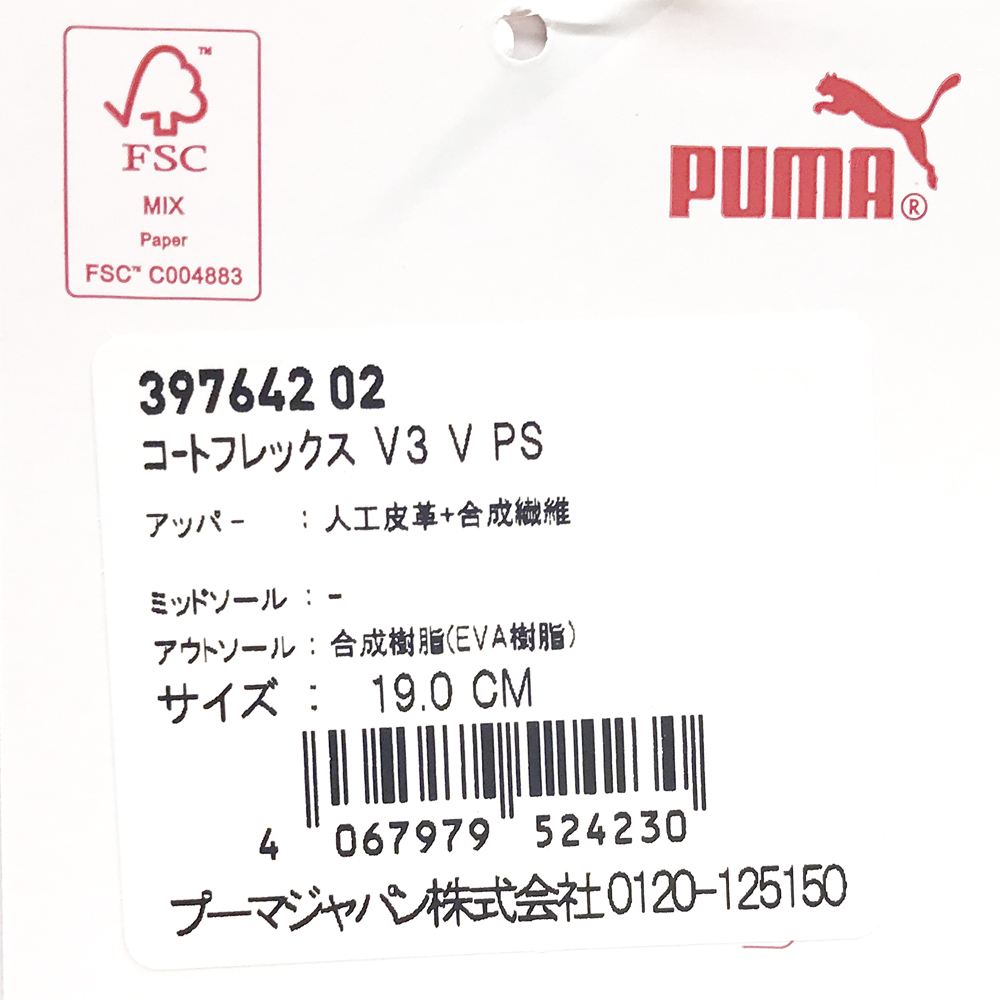 FSC
™
MIX
Paper
FSC™ C004883
PUMA®
397642 02
コートフレックス V3 V PS
アッパー : 人工皮革+合成繊維
ミッドソール : -
アウトソール : 合成樹脂(EVA樹脂)
サイズ : 19.0 CM
4 067979 524230
プーマジャパン株式会社0120-125150